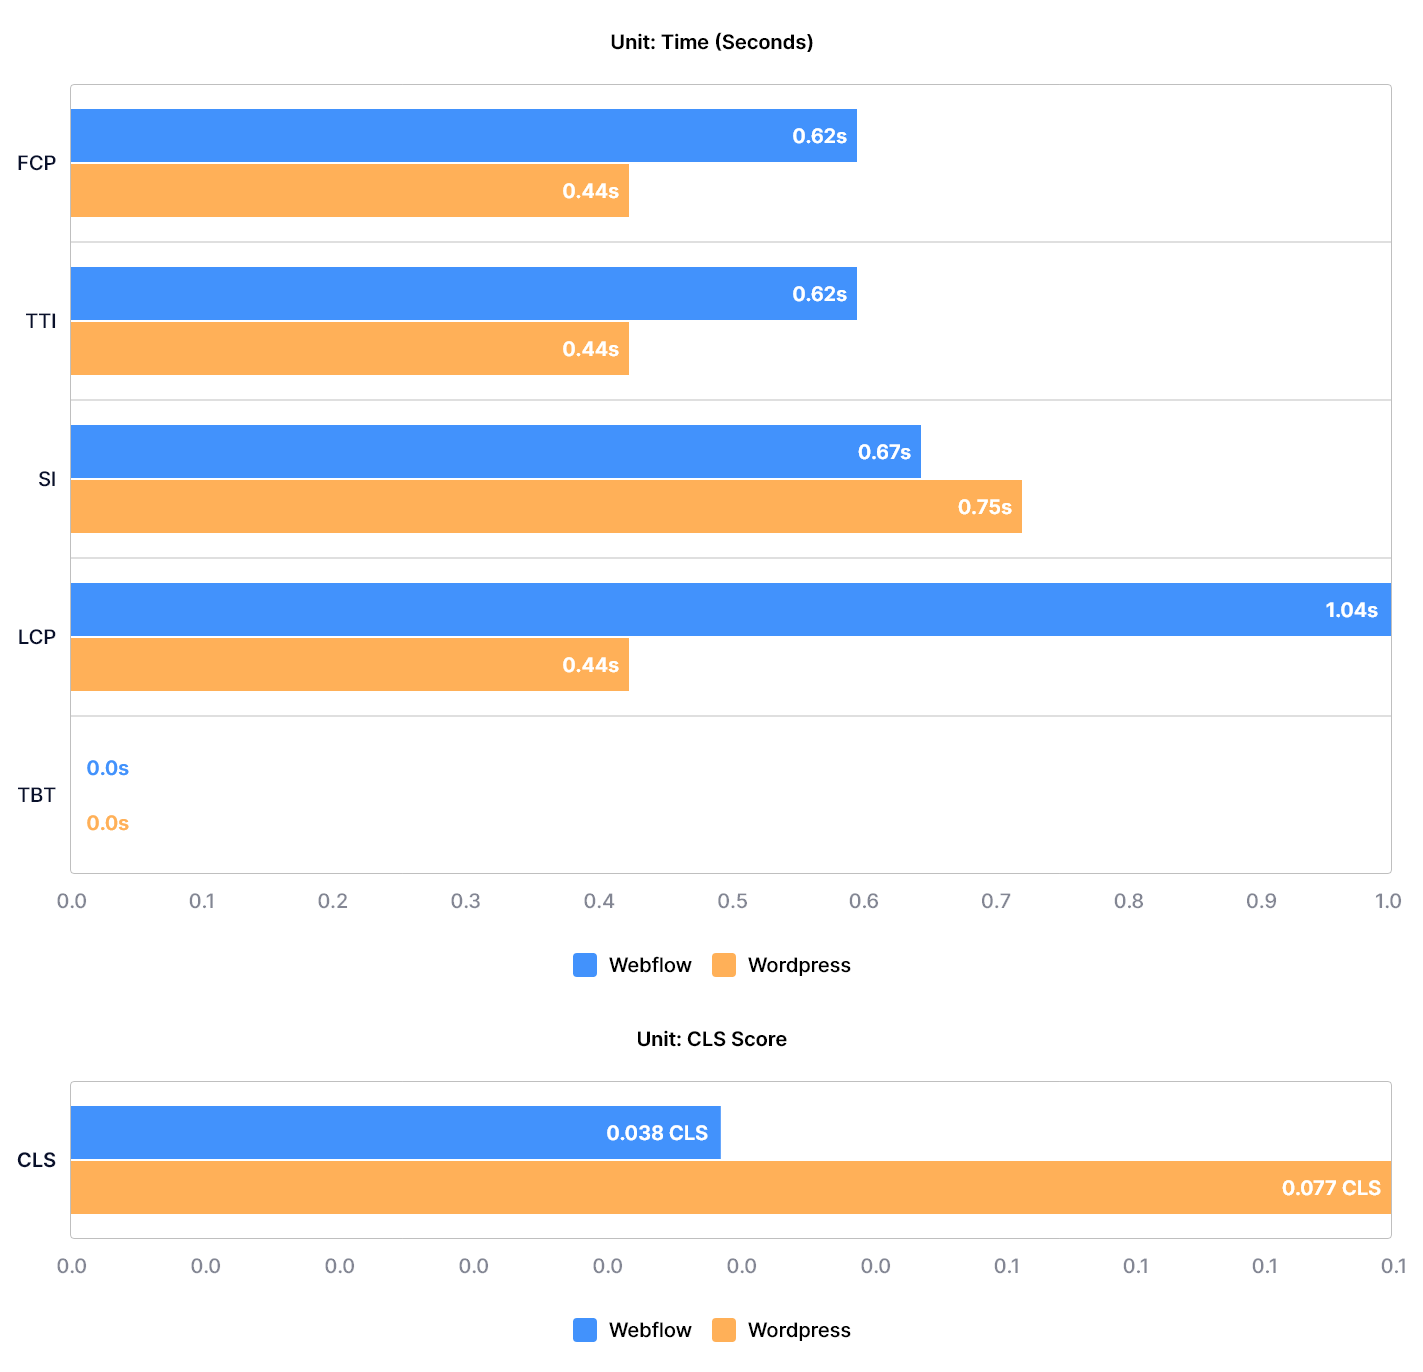 Unit: Time (Seconds)
FCP
0.62s
0.44s
TTI
0.62s
0.44s
SI
0.67s
0.75s
LCP
1.04s
0.44s
TBT
0.0s
0.0s
0.0 0.1 0.2 0.3 0.4 0.5 0.6 0.7 0.8 0.9 1.0
Webflow Wordpress
Unit: CLS Score
CLS
0.038 CLS
0.077 CLS
0.0 0.0 0.0 0.0 0.0 0.0 0.0 0.1 0.1 0.1 0.1
Webflow Wordpress